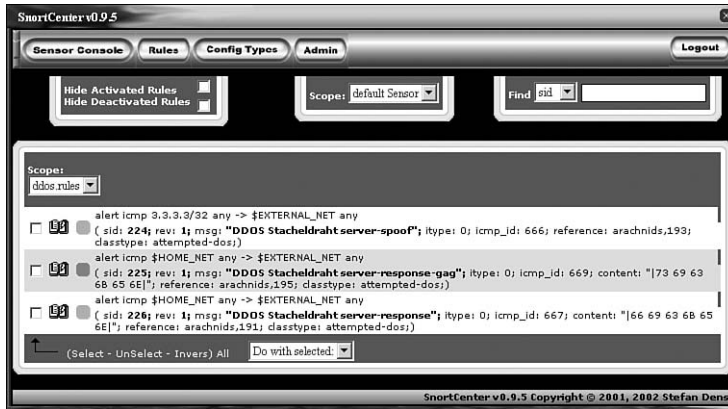 SnortCenter v0.9.5
Sensor Console Rules Config Types Admin Logout
Hide Activated Rules
Hide Deactivated Rules
Scope: default Sensor
Find sid
Scope:
ddos.rules
alert icmp 3.3.3.3/32 any -> $EXTERNAL_NET any
( sid: 224; rev: 1; msg: "DDOS Stacheldraht server-spoof"; itype: 0; icmp_id: 666; reference: arachnids,193;
classtype: attempted-dos;)
alert icmp $HOME_NET any -> $EXTERNAL_NET any
( sid: 225; rev: 1; msg: "DDOS Stacheldraht server-response-gag"; itype: 0; icmp_id: 669; content: "|73 69 63
6B 65 6E|"; reference: arachnids,195; classtype: attempted-dos;)
alert icmp $HOME_NET any -> $EXTERNAL_NET any
( sid: 226; rev: 1; msg: "DDOS Stacheldraht server-response"; itype: 0; icmp_id: 667; content: "|66 69 63 6B 65
6E|"; reference: arachnids,191; classtype: attempted-dos;)
(Select - UnSelect - Invers) All Do with selected:
SnortCenter v0.9.5 Copyright © 2001, 2002 Stefan Dens